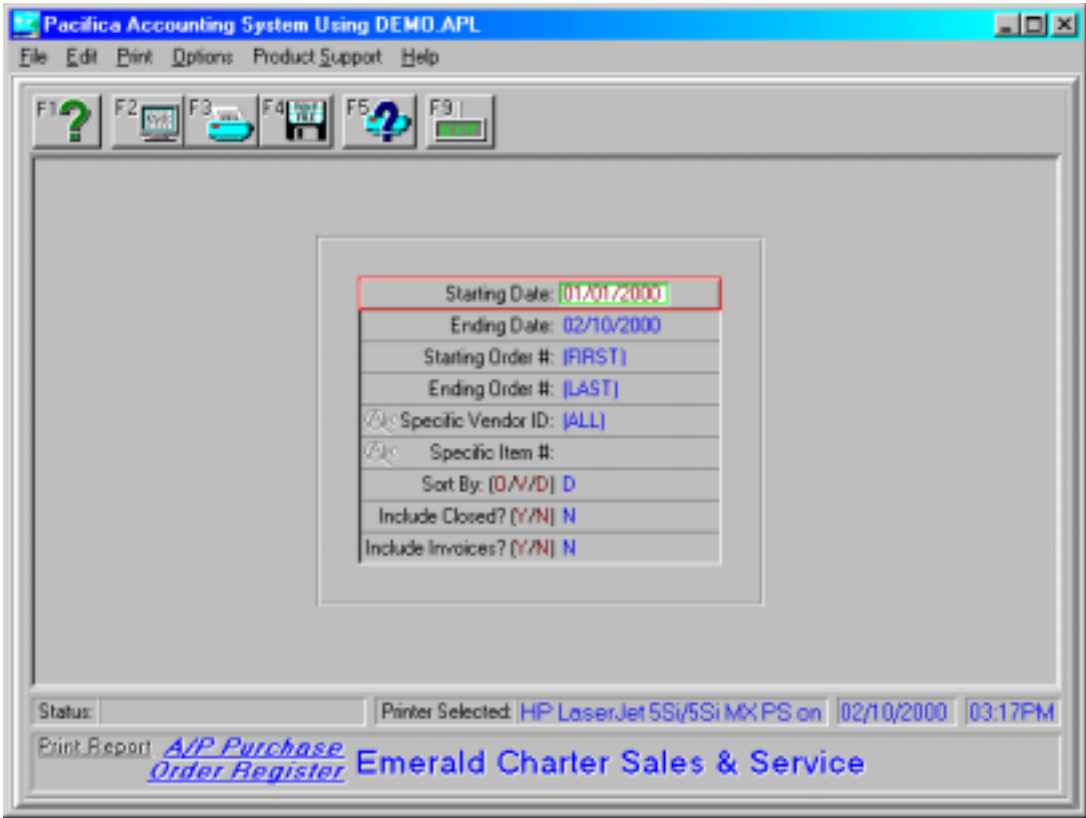 Pacifica Accounting System Using DEMO.APL
File Edit Print Options Product Support Help
F1 F2 F3 F4 F5 F9
EXIT
Starting Date: 01/01/2000
Ending Date: 02/10/2000
Starting Order #: (FIRST)
Ending Order #: (LAST)
Specific Vendor ID: (ALL)
Specific Item #:
Sort By: (O/V/D) D
Include Closed? (Y/N) N
Include Invoices? (Y/N) N
Status: Printer Selected: HP LaserJet 5Si/5Si MX PS on 02/10/2000 03:17PM
Print Report A/P Purchase
Order Register Emerald Charter Sales & Service